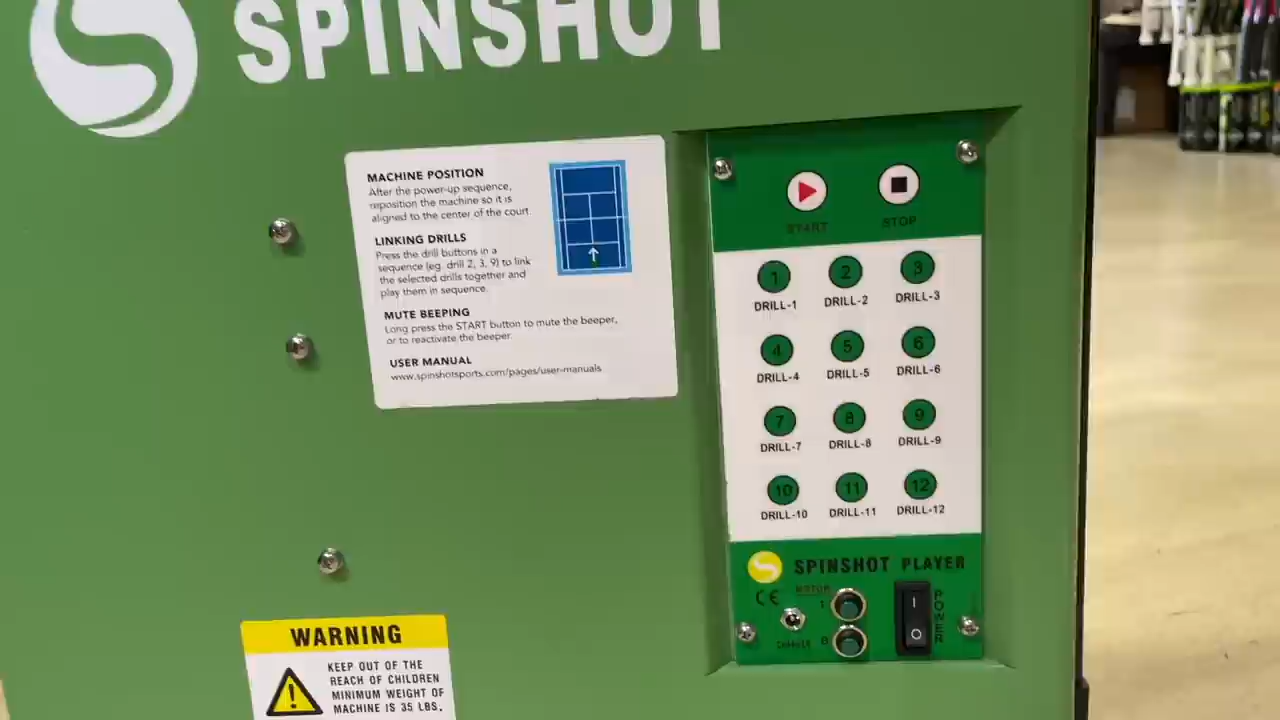 SPINSHOT
MACHINE POSITION
After the power-up sequence,
reposition the machine so it is
aligned to the center of the court.
LINKING DRILLS
Press the drill buttons in a
sequence (eg. drill 2, 3, 9) to link
the selected drills together and
play them in sequence.
MUTE BEEPING
Long press the START button to mute the beeper,
or to reactivate the beeper.
USER MANUAL
www.spinshotsports.com/pages/user-manuals
START STOP
1 2 3
DRILL-1 DRILL-2 DRILL-3
4 5 6
DRILL-4 DRILL-5 DRILL-6
7 8 9
DRILL-7 DRILL-8 DRILL-9
10 11 12
DRILL-10 DRILL-11 DRILL-12
SPINSHOT PLAYER
CE MOTOR
I
CHARGE
POWER
I
O
WARNING
KEEP OUT OF THE
REACH OF CHILDREN
MINIMUM WEIGHT OF
MACHINE IS 35 LBS.